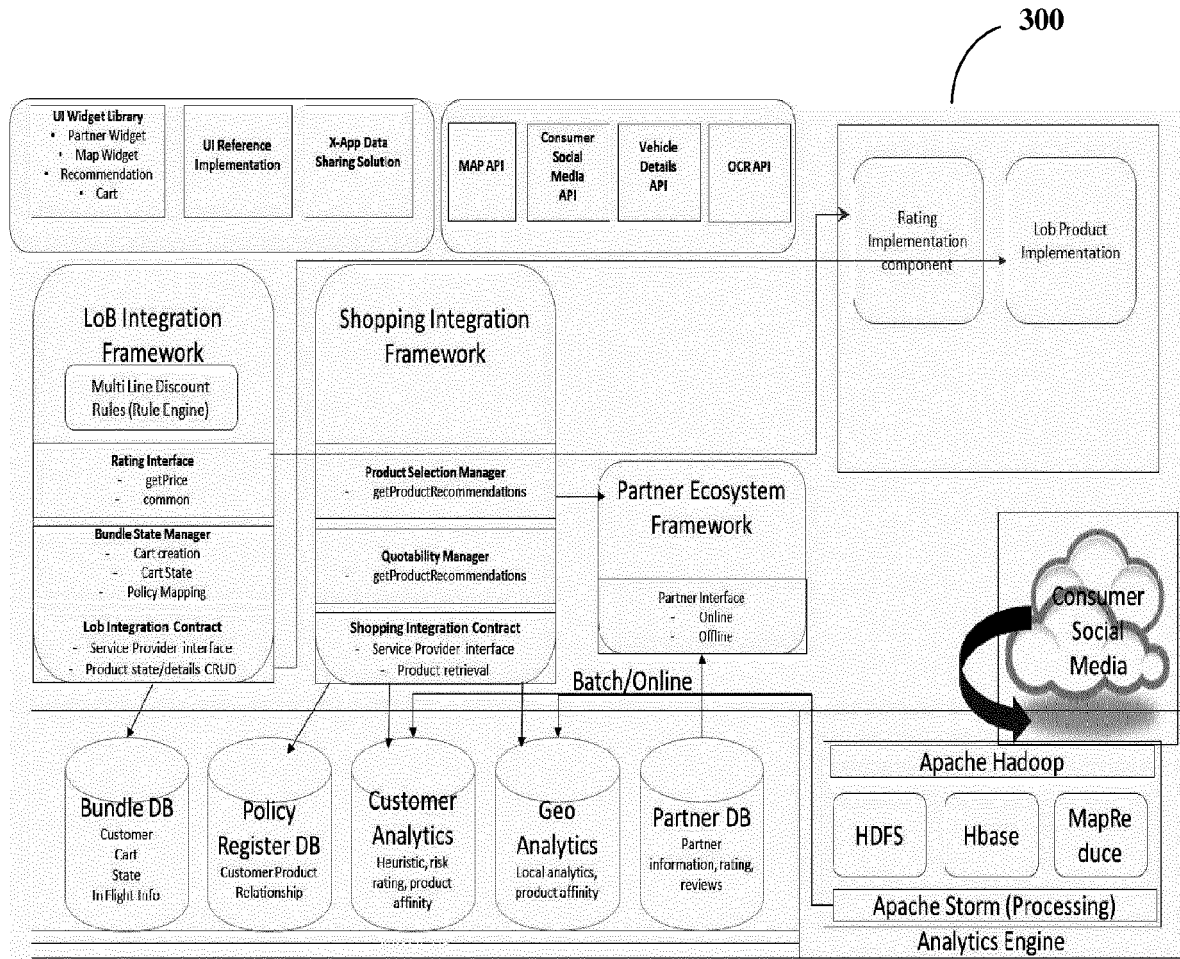 300
UI Widget Library
• Partner Widget
• Map Widget
• Recommendation
• Cart
UI Reference
Implementation
X-App Data
Sharing Solution
MAP API
Consumer
Social
Media
API
Vehicle
Details
API
OCR API
Rating
Implementation
component
Lob Product
Implementation
LoB Integration
Framework
Multi Line Discount
Rules (Rule Engine)
Rating Interface
- getPrice
- common
Bundle State Manager
- Cart creation
- Cart State
- Policy Mapping
Lob Integration Contract
- Service Provider interface
- Product state/details CRUD
Shopping Integration
Framework
Product Selection Manager
- getProductRecommendations
Quotability Manager
- getProductRecommendations
Shopping Integration Contract
- Service Provider interface
- Product retrieval
Partner Ecosystem
Framework
Partner Interface
- Online
- Offline
Batch/Online
Consumer
Social
Media
Bundle DB
Customer
Cart
State
In Flight Info
Policy
Register DB
Customer Product
Relationship
Customer
Analytics
Heuristic, risk
rating, product
affinity
Geo
Analytics
Local analytics,
product affinity
Partner DB
Partner
information, rating,
reviews
Apache Hadoop
HDFS
Hbase
MapRe
duce
Apache Storm (Processing)
Analytics Engine